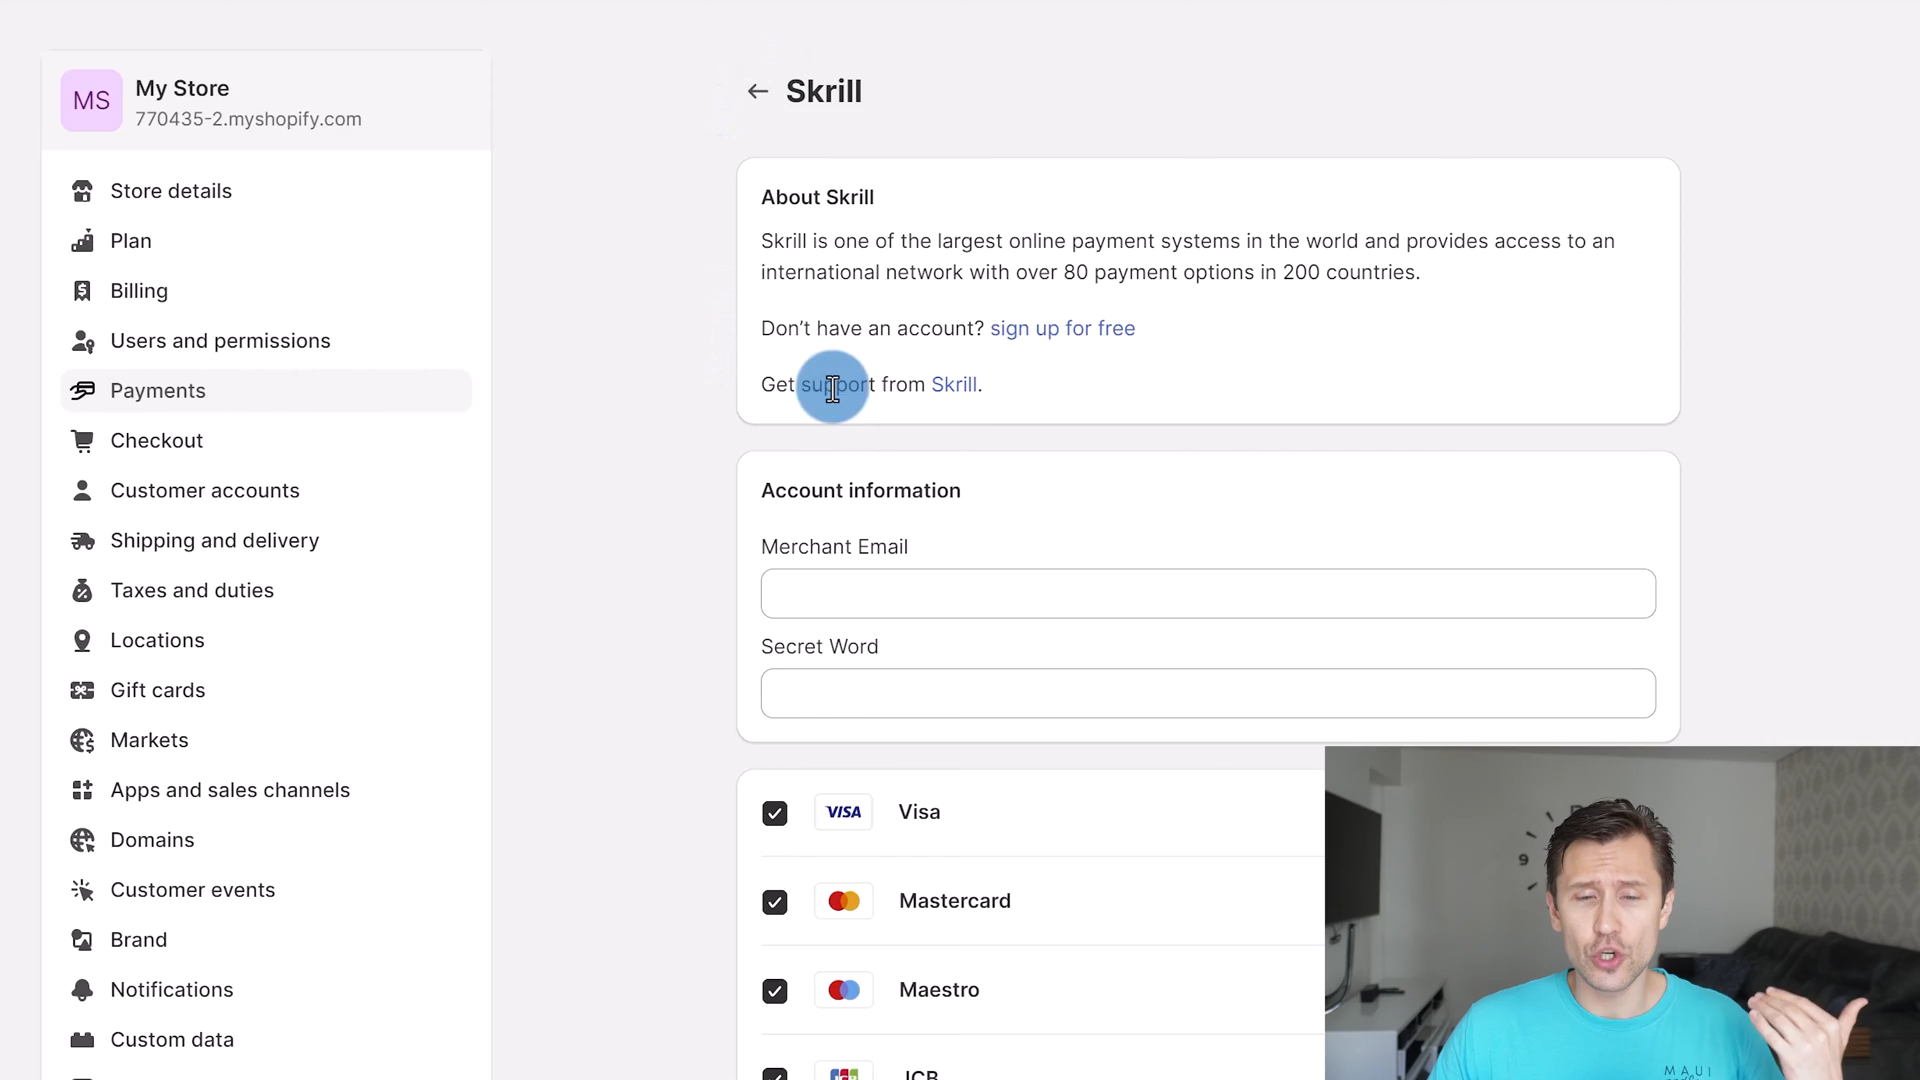 MS
My Store
770435-2.myshopify.com
Store details
Plan
Billing
Users and permissions
Payments
Checkout
Customer accounts
Shipping and delivery
Taxes and duties
Locations
Gift cards
Markets
Apps and sales channels
Domains
Customer events
Brand
Notifications
Custom data
Skrill
About Skrill
Skrill is one of the largest online payment systems in the world and provides access to an
international network with over 80 payment options in 200 countries.
Don’t have an account? sign up for free
Get support from Skrill.
Account information
Merchant Email
Secret Word
VISA Visa
Mastercard
Maestro
JCB
9
MAUI